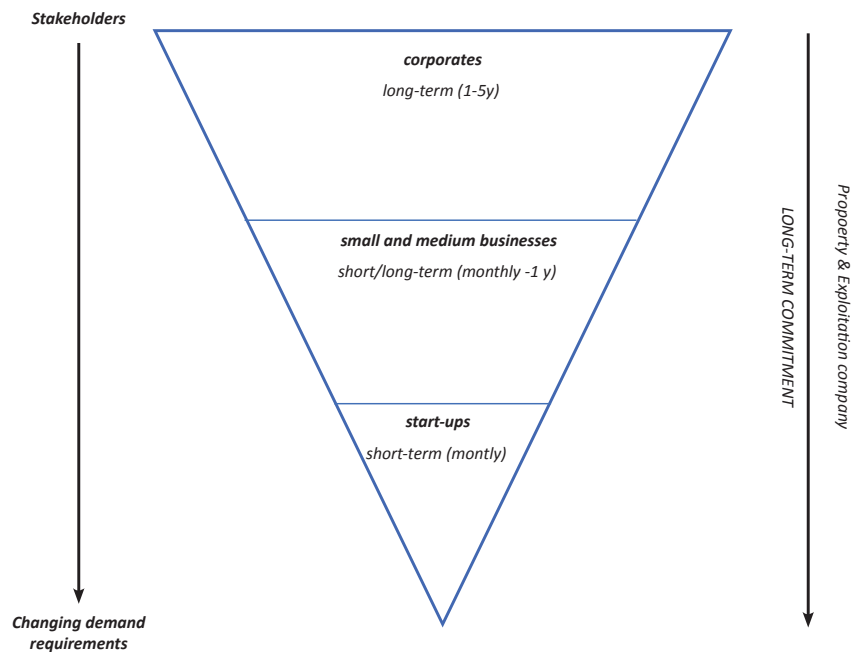 Stakeholders
corporates
long-term (1-5y)
small and medium businesses
short/long-term (monthly -1 y)
start-ups
short-term (montly)
Changing demand
requirements
LONG-TERM COMMITMENT
Propoerty & Exploitation company